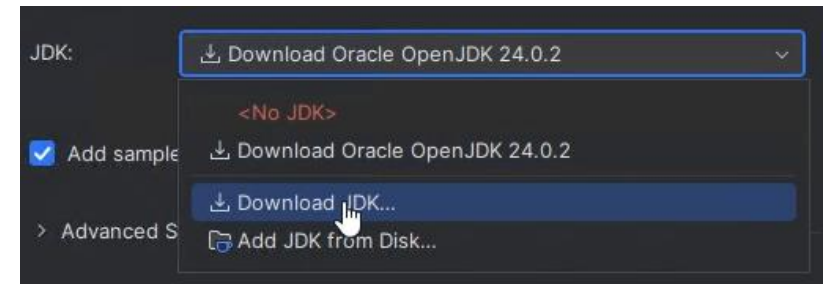 JDK:
Download Oracle OpenJDK 24.0.2
<No JDK>
Add sample
Download Oracle OpenJDK 24.0.2
Download JDK...
Advanced S
Add JDK from Disk...